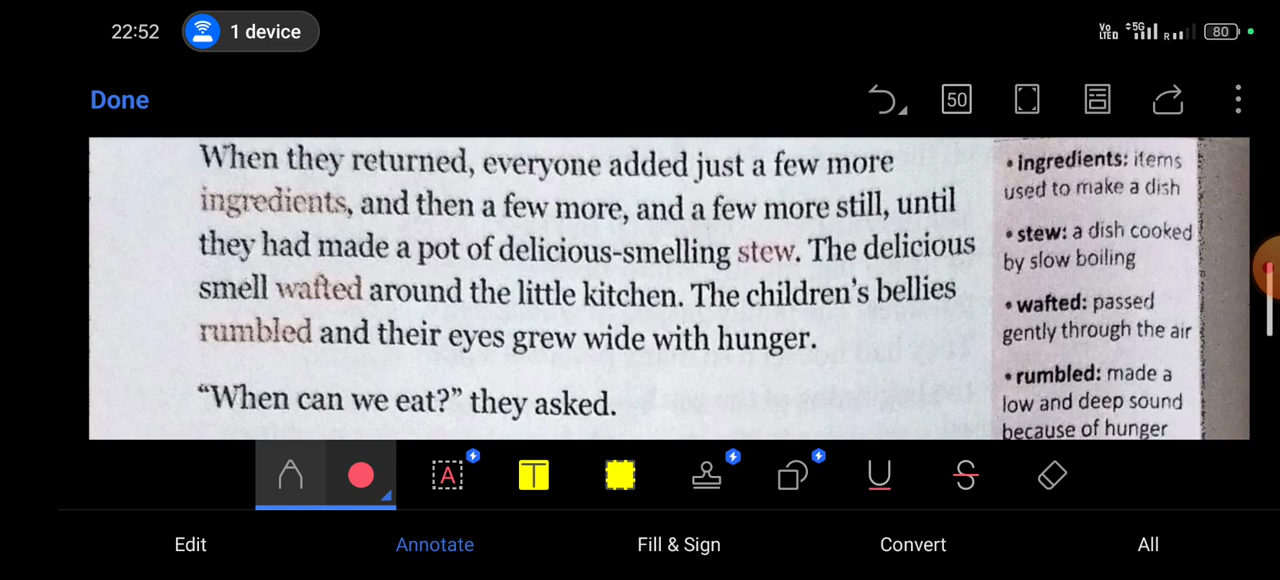 22:52
1 device
Vo
LTED
5G
R
80
Done
50
When they returned, everyone added just a few more
ingredients, and then a few more, and a few more still, until
they had made a pot of delicious-smelling stew. The delicious
smell wafted around the little kitchen. The children's bellies
rumbled and their eyes grew wide with hunger.
"When can we eat?" they asked.
• ingredients: items
used to make a dish
• stew: a dish cooked
by slow boiling
• wafted: passed
gently through the air
• rumbled: made a
low and deep sound
because of hunger
A
T
U
S
Edit
Annotate
Fill & Sign
Convert
All